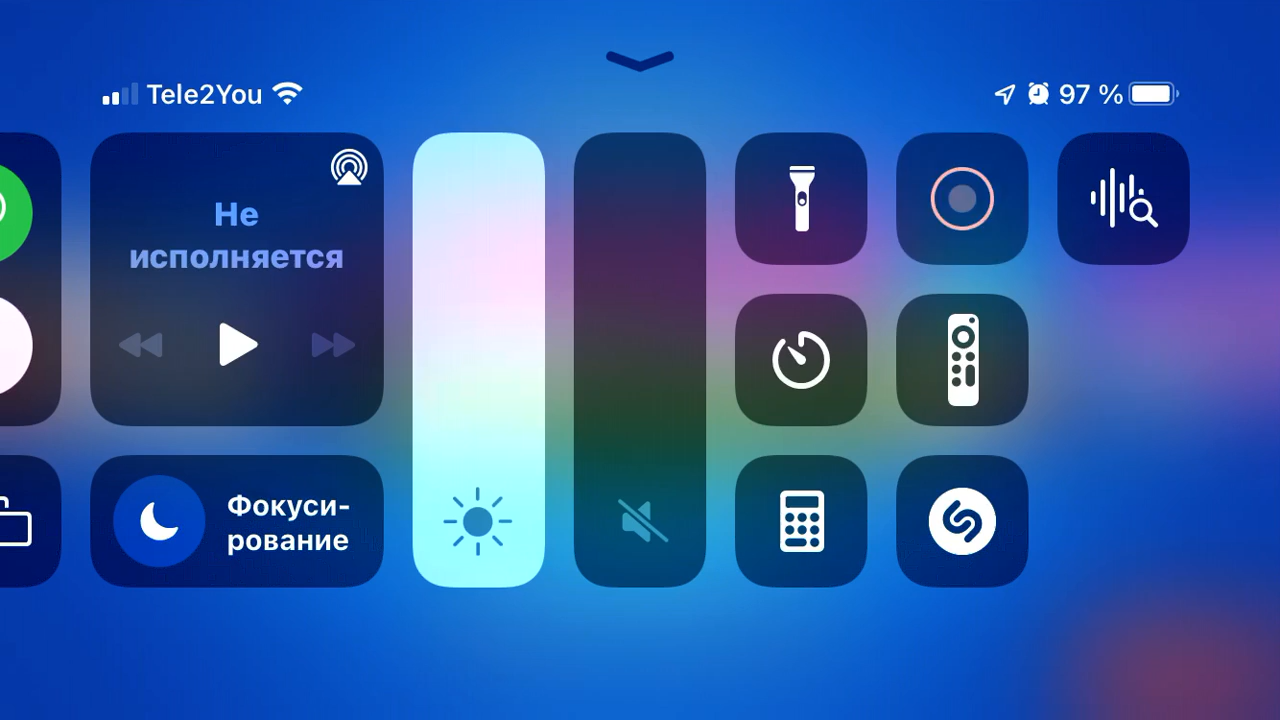 Tele2You
97 %
Не
исполняется
Фокуси-
рование